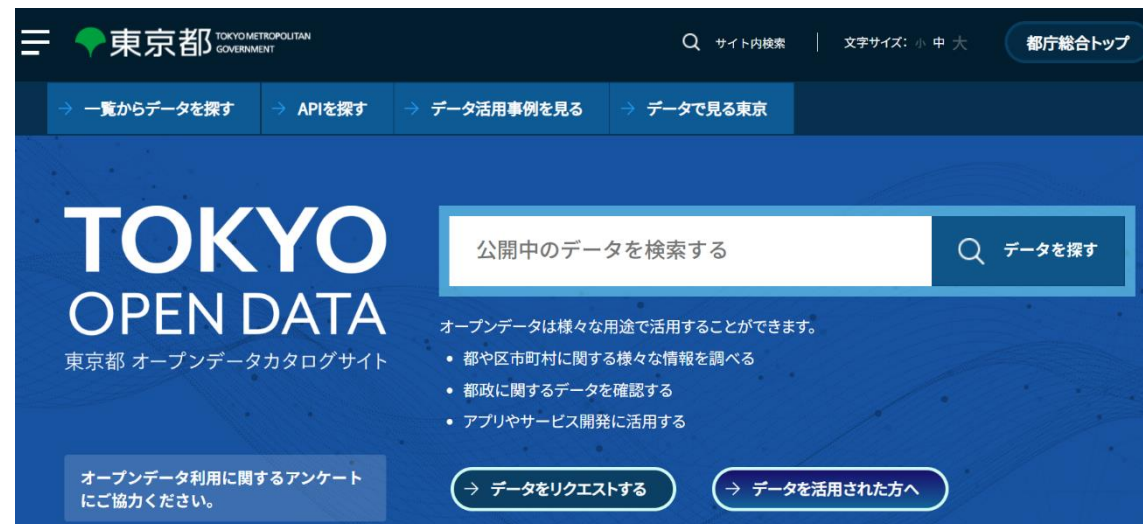 東京都 TOKYO METROPOLITAN
GOVERNMENT
サイト内検索
文字サイズ: 小 中 大
都庁総合トップ
→ 一覧からデータを探す
→ APIを探す
→ データ活用事例を見る
→ データで見る東京
TOKYO
OPEN DATA
東京都 オープンデータカタログサイト
公開中のデータを検索する
データを探す
オープンデータは様々な用途で活用することができます。
• 都や区市町村に関する様々な情報を調べる
• 都政に関するデータを確認する
• アプリやサービス開発に活用する
オープンデータ利用に関するアンケート
にご協力ください。
→ データをリクエストする
→ データを活用された方へ